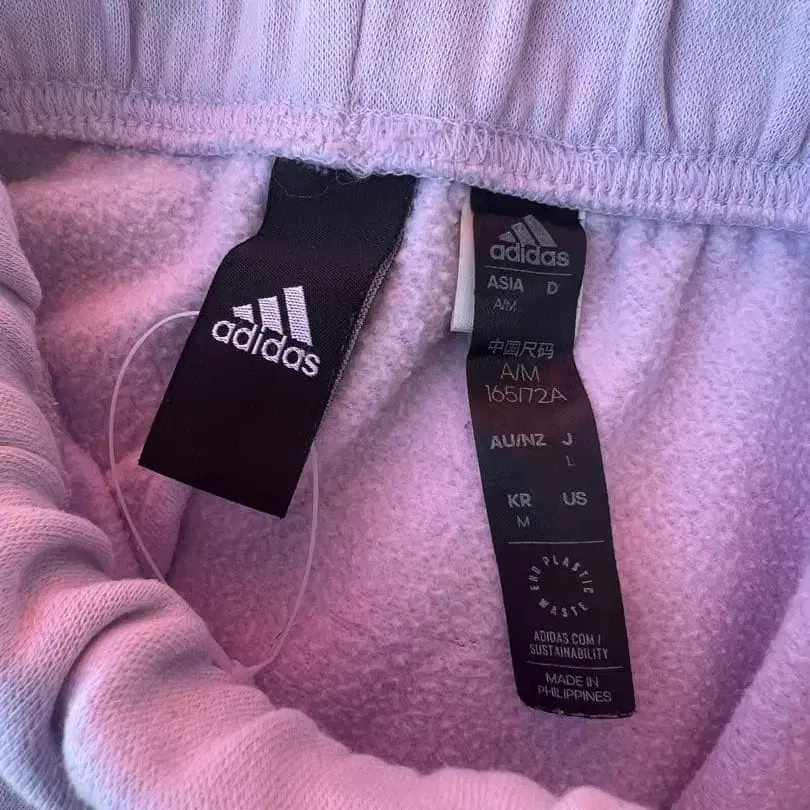 adidas
adidas
ASIA D
A/M
中国尺码
A/M
165/72A
AU/NZ J
L
KR US
M
END PLASTIC WASTE
ADIDAS.COM/
SUSTAINABILITY
MADE IN
PHILIPPINES